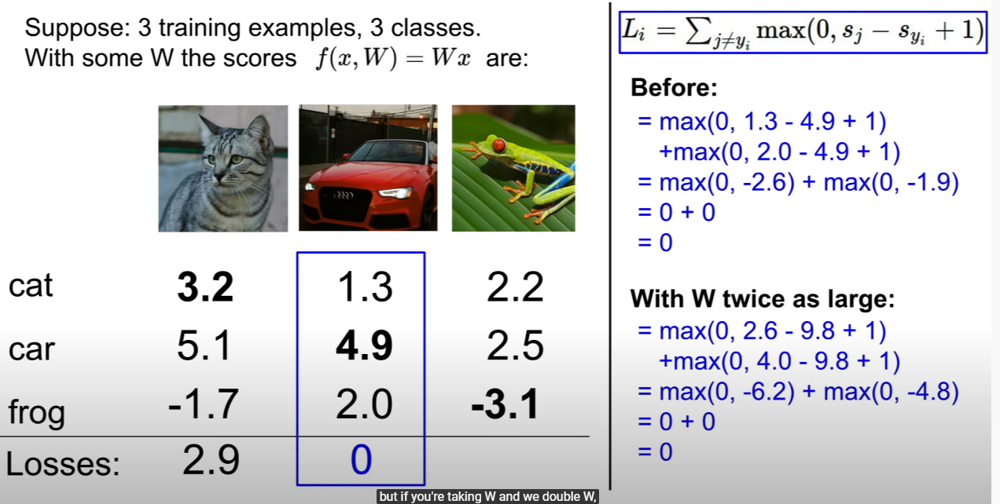 Suppose: 3 training examples, 3 classes.
With some W the scores f(x, W) = Wx are:
cat 3.2 1.3 2.2
car 5.1 4.9 2.5
frog -1.7 2.0 -3.1
Losses: 2.9 0
L_i = ∑_{j≠y_i} max(0, s_j − s_{y_i} + 1)
Before:
= max(0, 1.3 - 4.9 + 1)
+max(0, 2.0 - 4.9 + 1)
= max(0, -2.6) + max(0, -1.9)
= 0 + 0
= 0
With W twice as large:
= max(0, 2.6 - 9.8 + 1)
+max(0, 4.0 - 9.8 + 1)
= max(0, -6.2) + max(0, -4.8)
= 0 + 0
= 0
but if you're taking W and we double W,